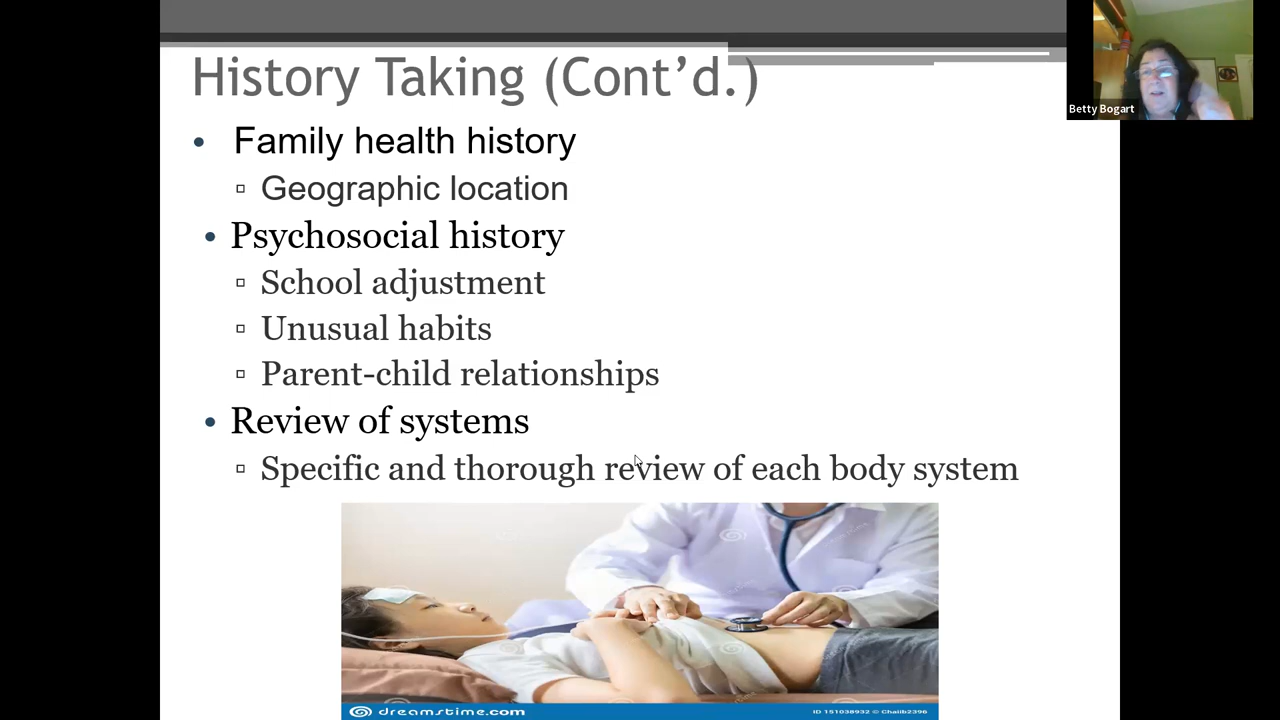 History Taking (Cont’d.)
Betty Bogart
• Family health history
▫ Geographic location
• Psychosocial history
▫ School adjustment
▫ Unusual habits
▫ Parent-child relationships
• Review of systems
▫ Specific and thorough review of each body system
dreamstime.com
ID 151038932 © Chaiib2396